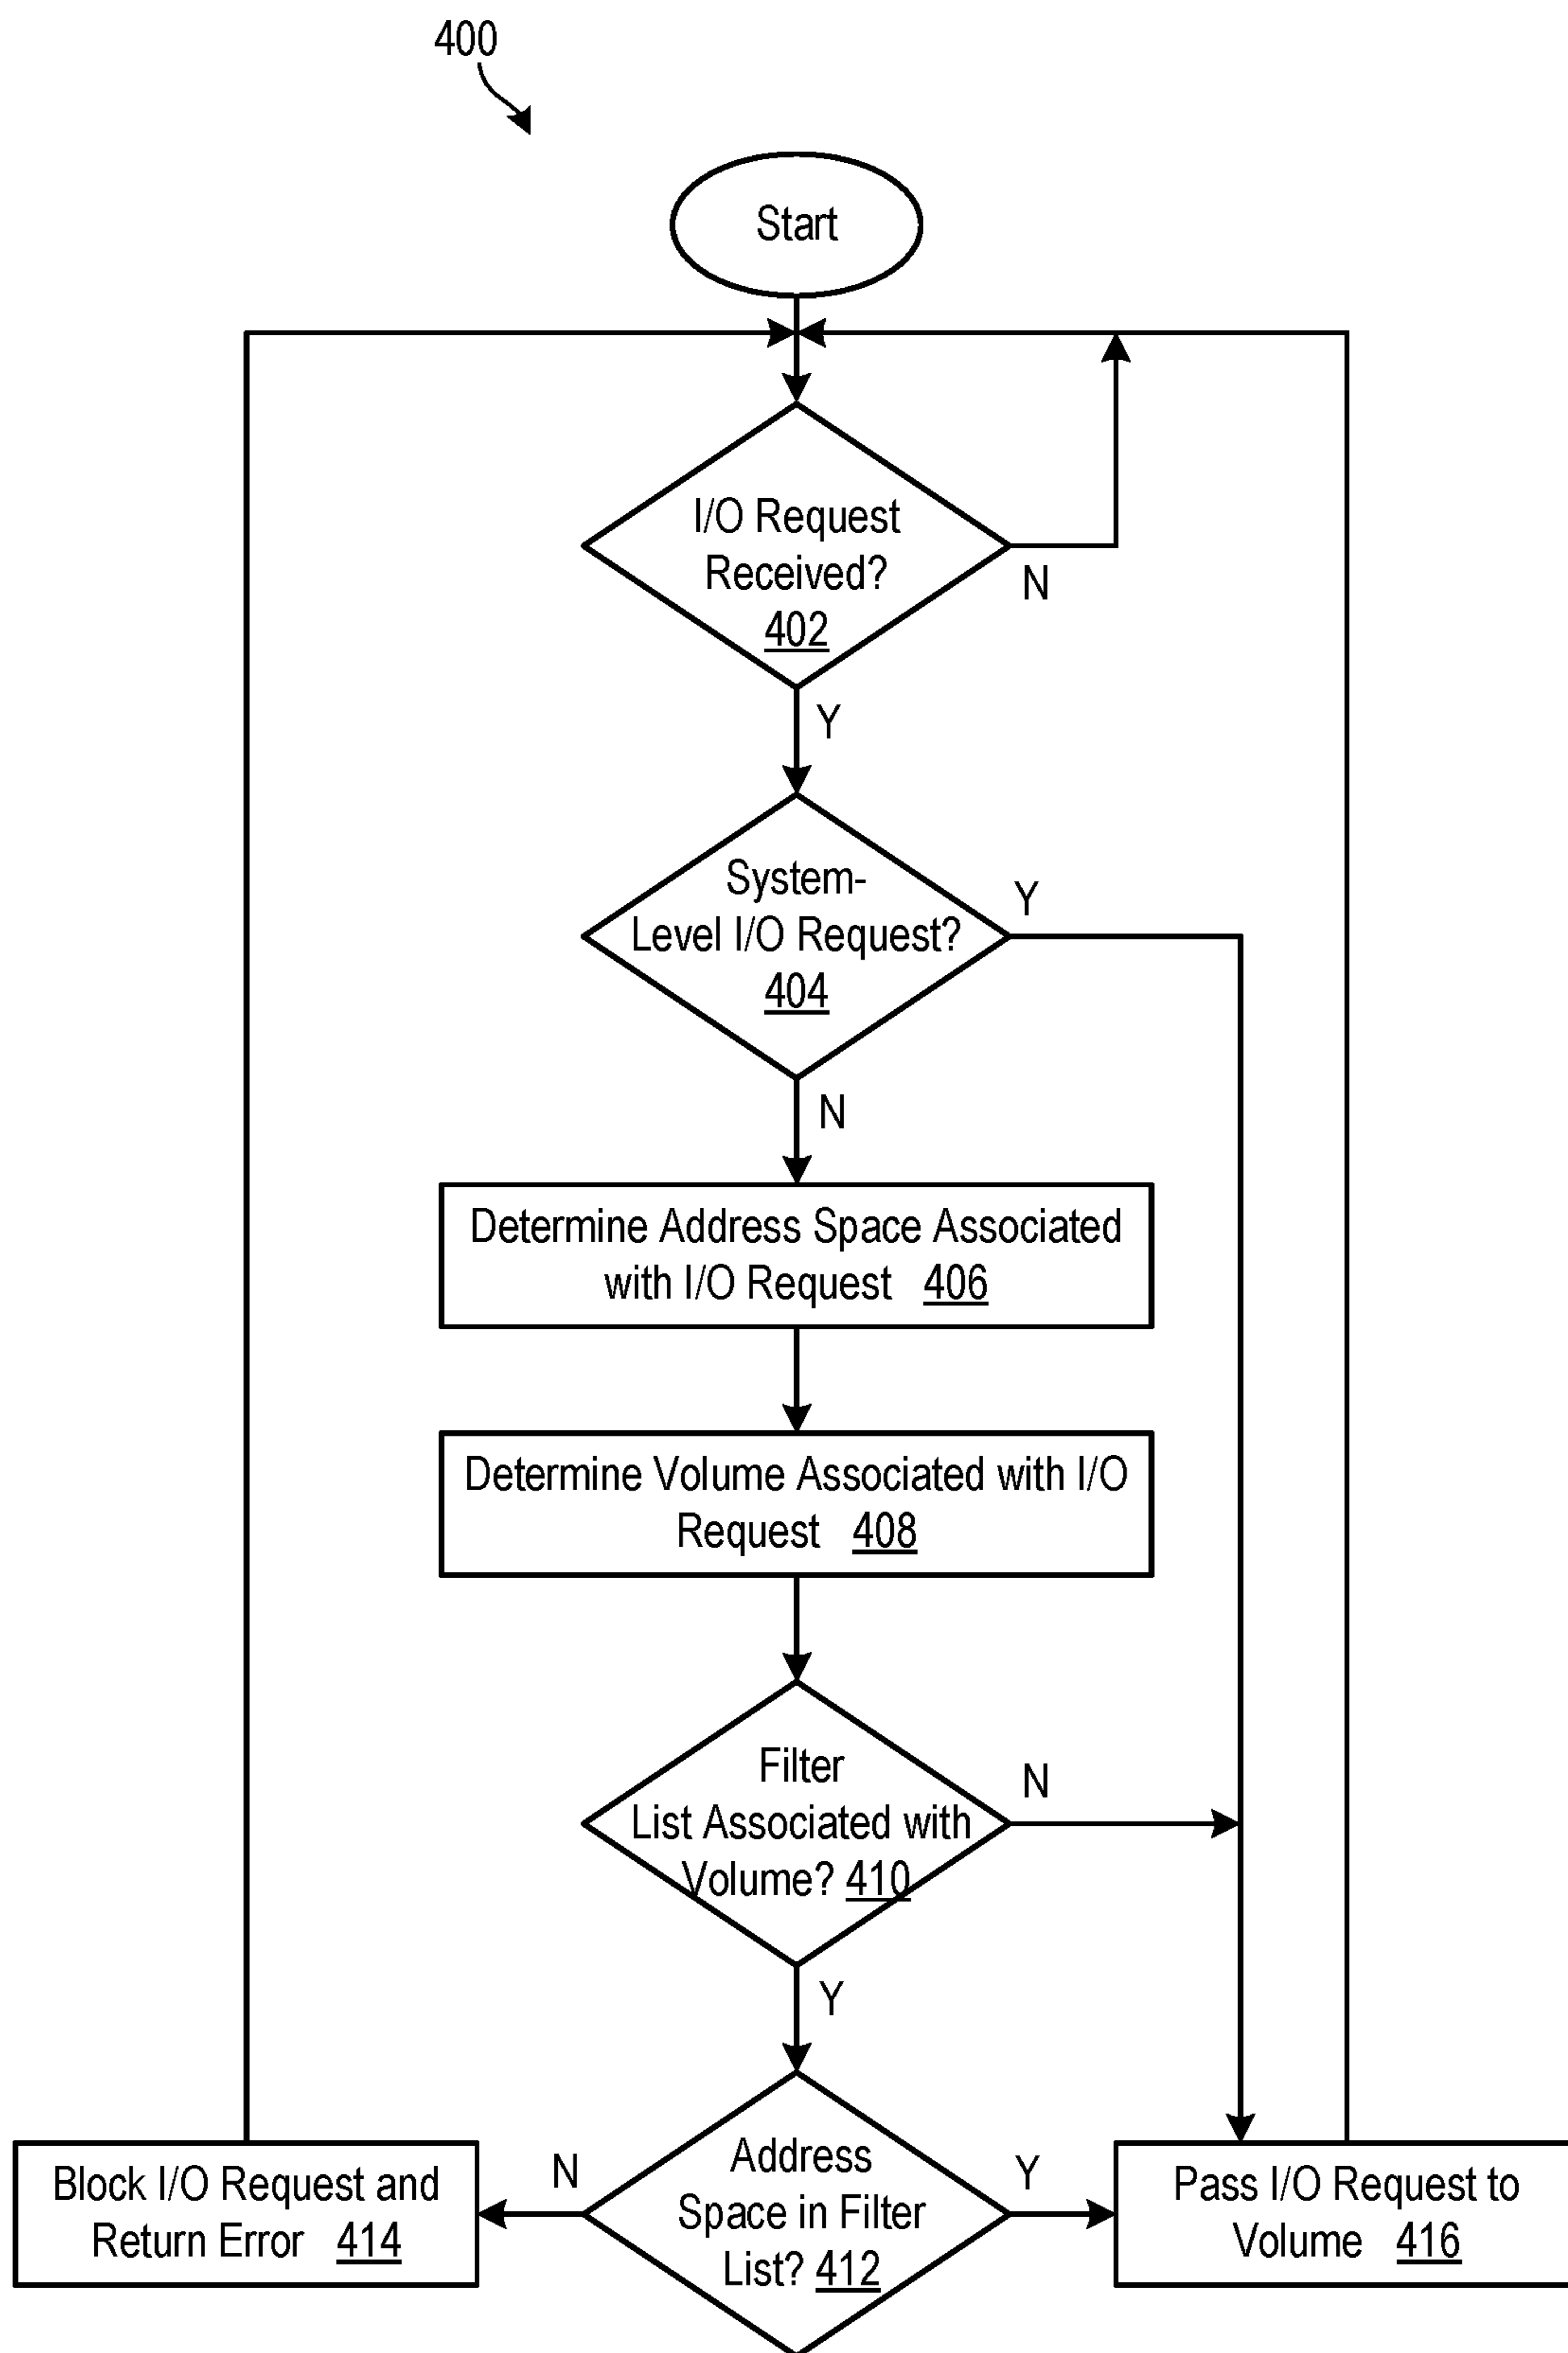 400
Start
I/O Request
Received?
402
N
Y
System-
Level I/O Request?
404
Y
N
Determine Address Space Associated
with I/O Request 406
Determine Volume Associated with I/O
Request 408
Filter
List Associated with
Volume? 410
N
Y
Block I/O Request and
Return Error 414
N
Address
Space in Filter
List? 412
Y
Pass I/O Request to
Volume 416